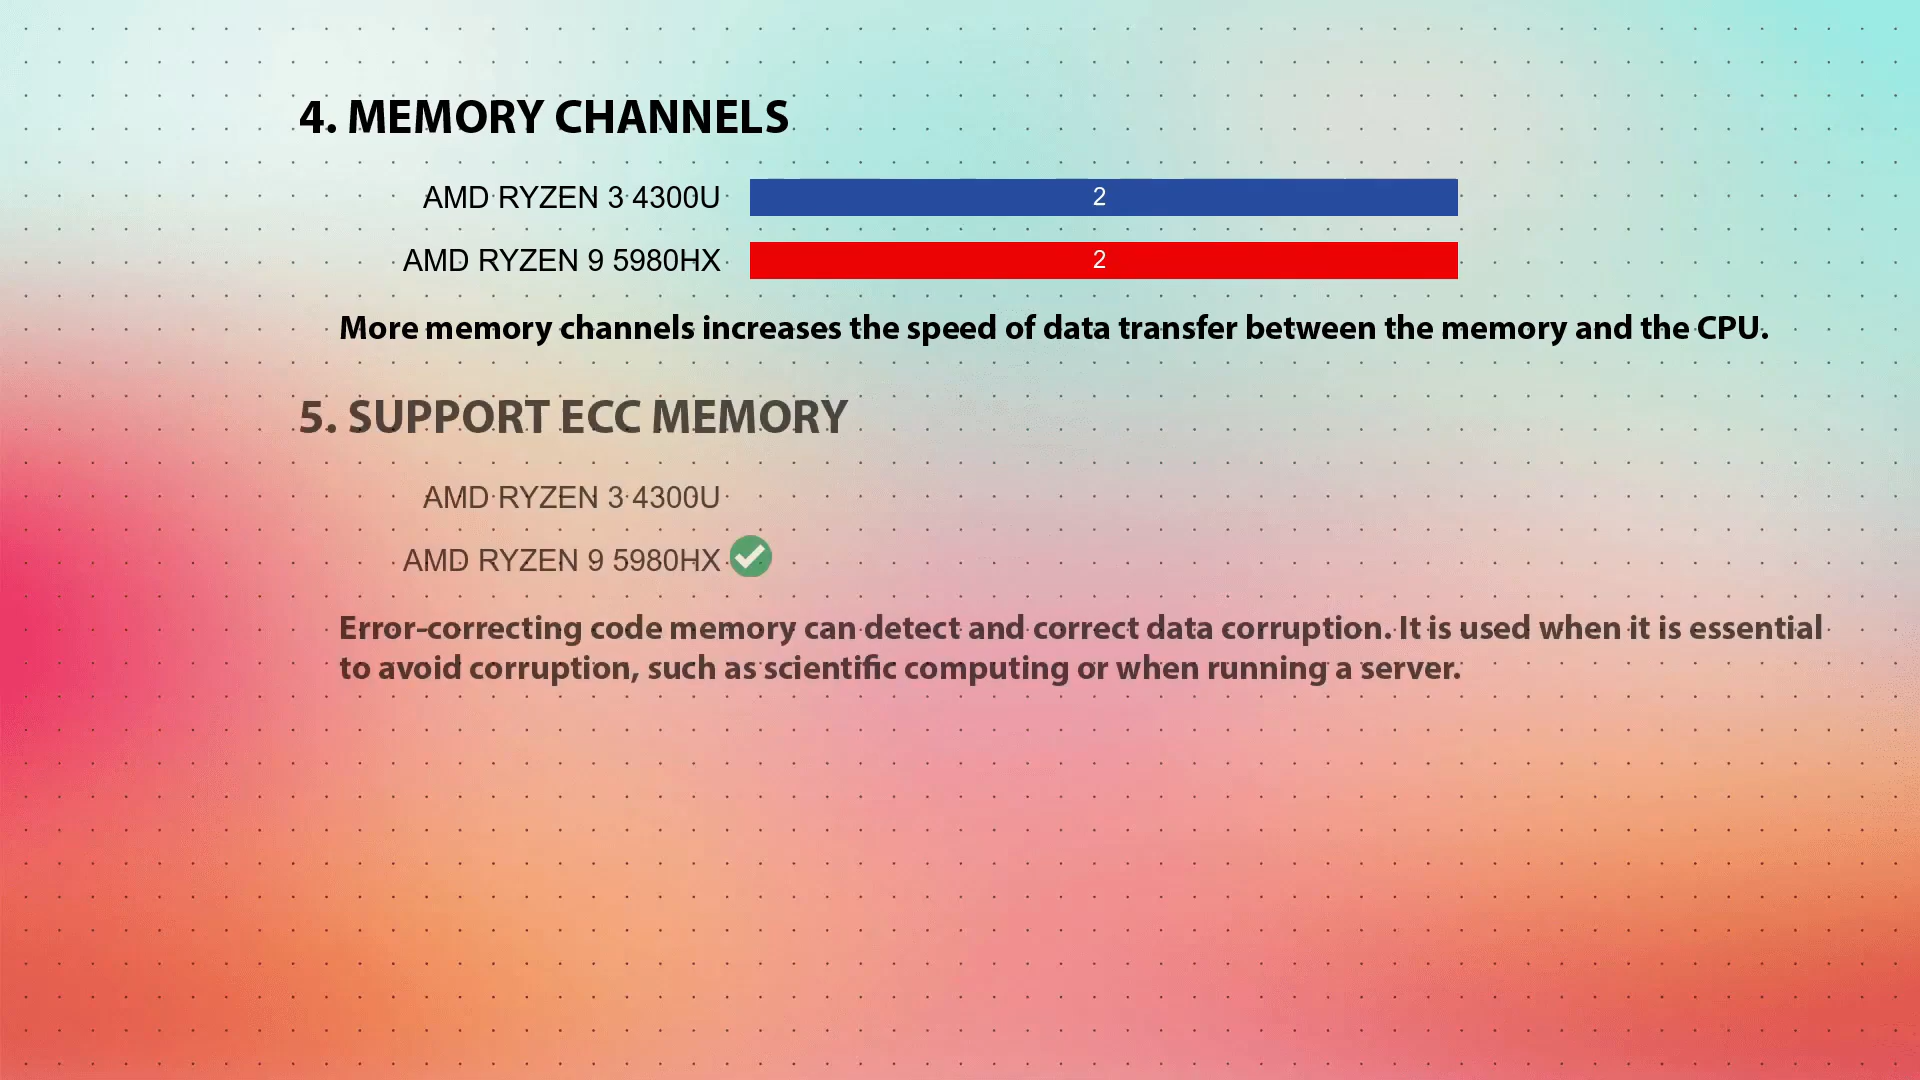 4. MEMORY CHANNELS
AMD RYZEN 3 4300U
2
AMD RYZEN 9 5980HX
2
More memory channels increases the speed of data transfer between the memory and the CPU.
5. SUPPORT ECC MEMORY
AMD RYZEN 3 4300U
AMD RYZEN 9 5980HX
Error-correcting code memory can detect and correct data corruption. It is used when it is essential
to avoid corruption, such as scientific computing or when running a server.